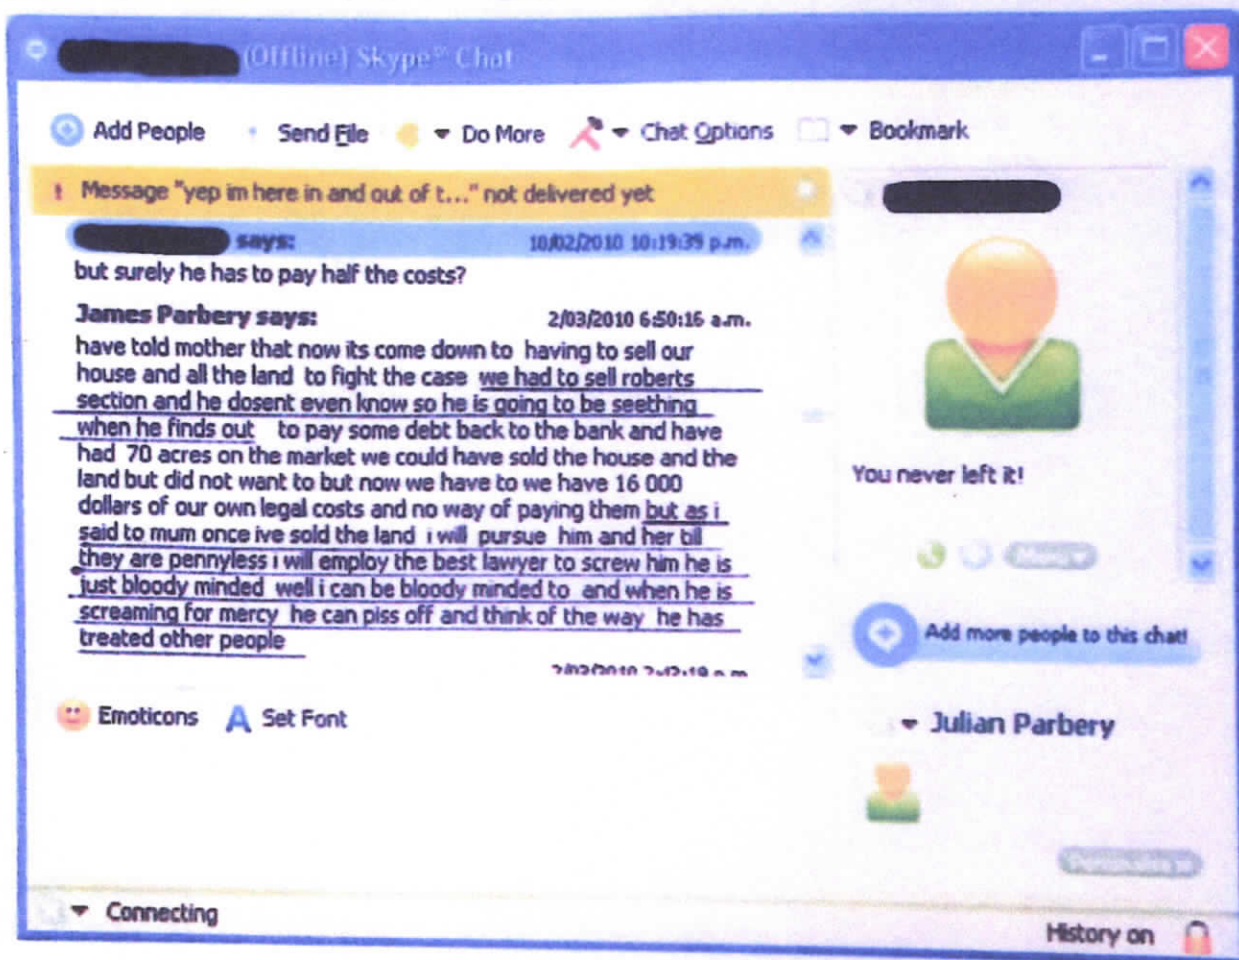 (Offline) Skype™ Chat
Add People Send File Do More Chat Options Bookmark
! Message "yep im here in and out of t..." not delivered yet
says: 10/02/2010 10:19:39 p.m.
but surely he has to pay half the costs?
James Parbery says: 2/03/2010 6:50:16 a.m.
have told mother that now its come down to having to sell our
house and all the land to fight the case we had to sell roberts
section and he dosent even know so he is going to be seething
when he finds out to pay some debt back to the bank and have
had 70 acres on the market we could have sold the house and the
land but did not want to but now we have to we have 16 000
dollars of our own legal costs and no way of paying them but as i
said to mum once ive sold the land i will pursue him and her till
they are pennyless i will employ the best lawyer to screw him he is
just bloody minded well i can be bloody minded to and when he is
screaming for mercy he can piss off and think of the way he has
treated other people
Emoticons A Set Font
Connecting
You never left it!
Menu
Add more people to this chat!
Julian Parbery
History on